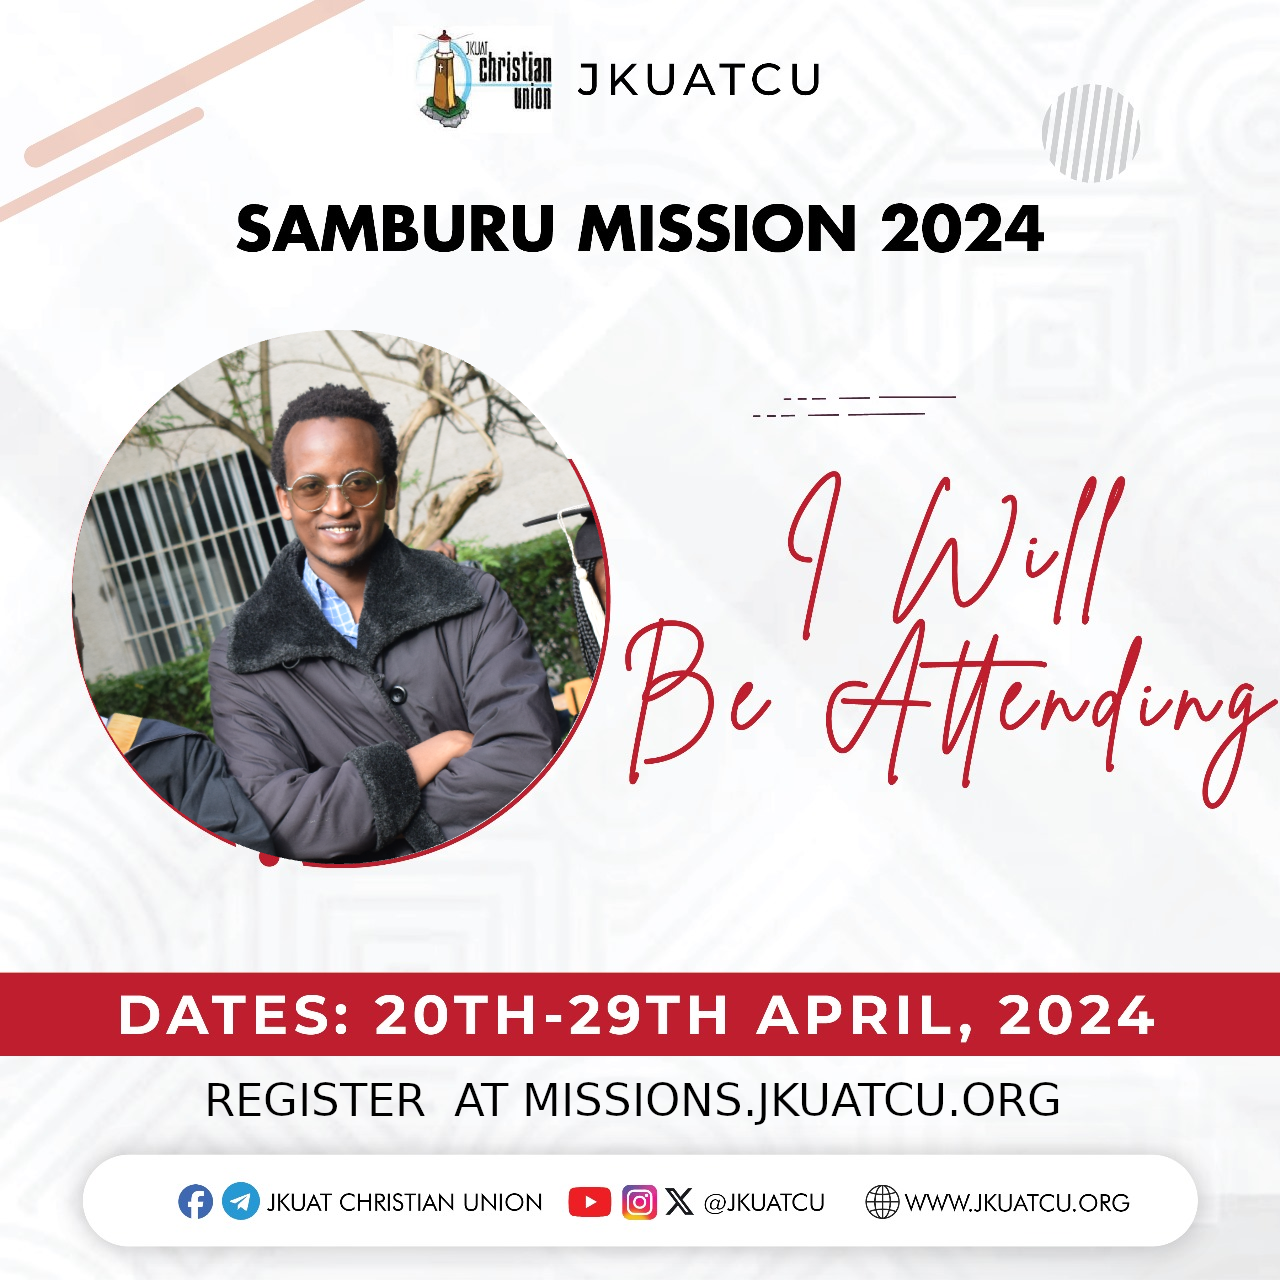 JKUAT
christian
union
JKUATCU
SAMBURU MISSION 2024
I Will
Be Attending
DATES: 20TH-29TH APRIL, 2024
REGISTER  AT MISSIONS.JKUATCU.ORG
JKUAT CHRISTIAN UNION @JKUATCU WWW.JKUATCU.ORG